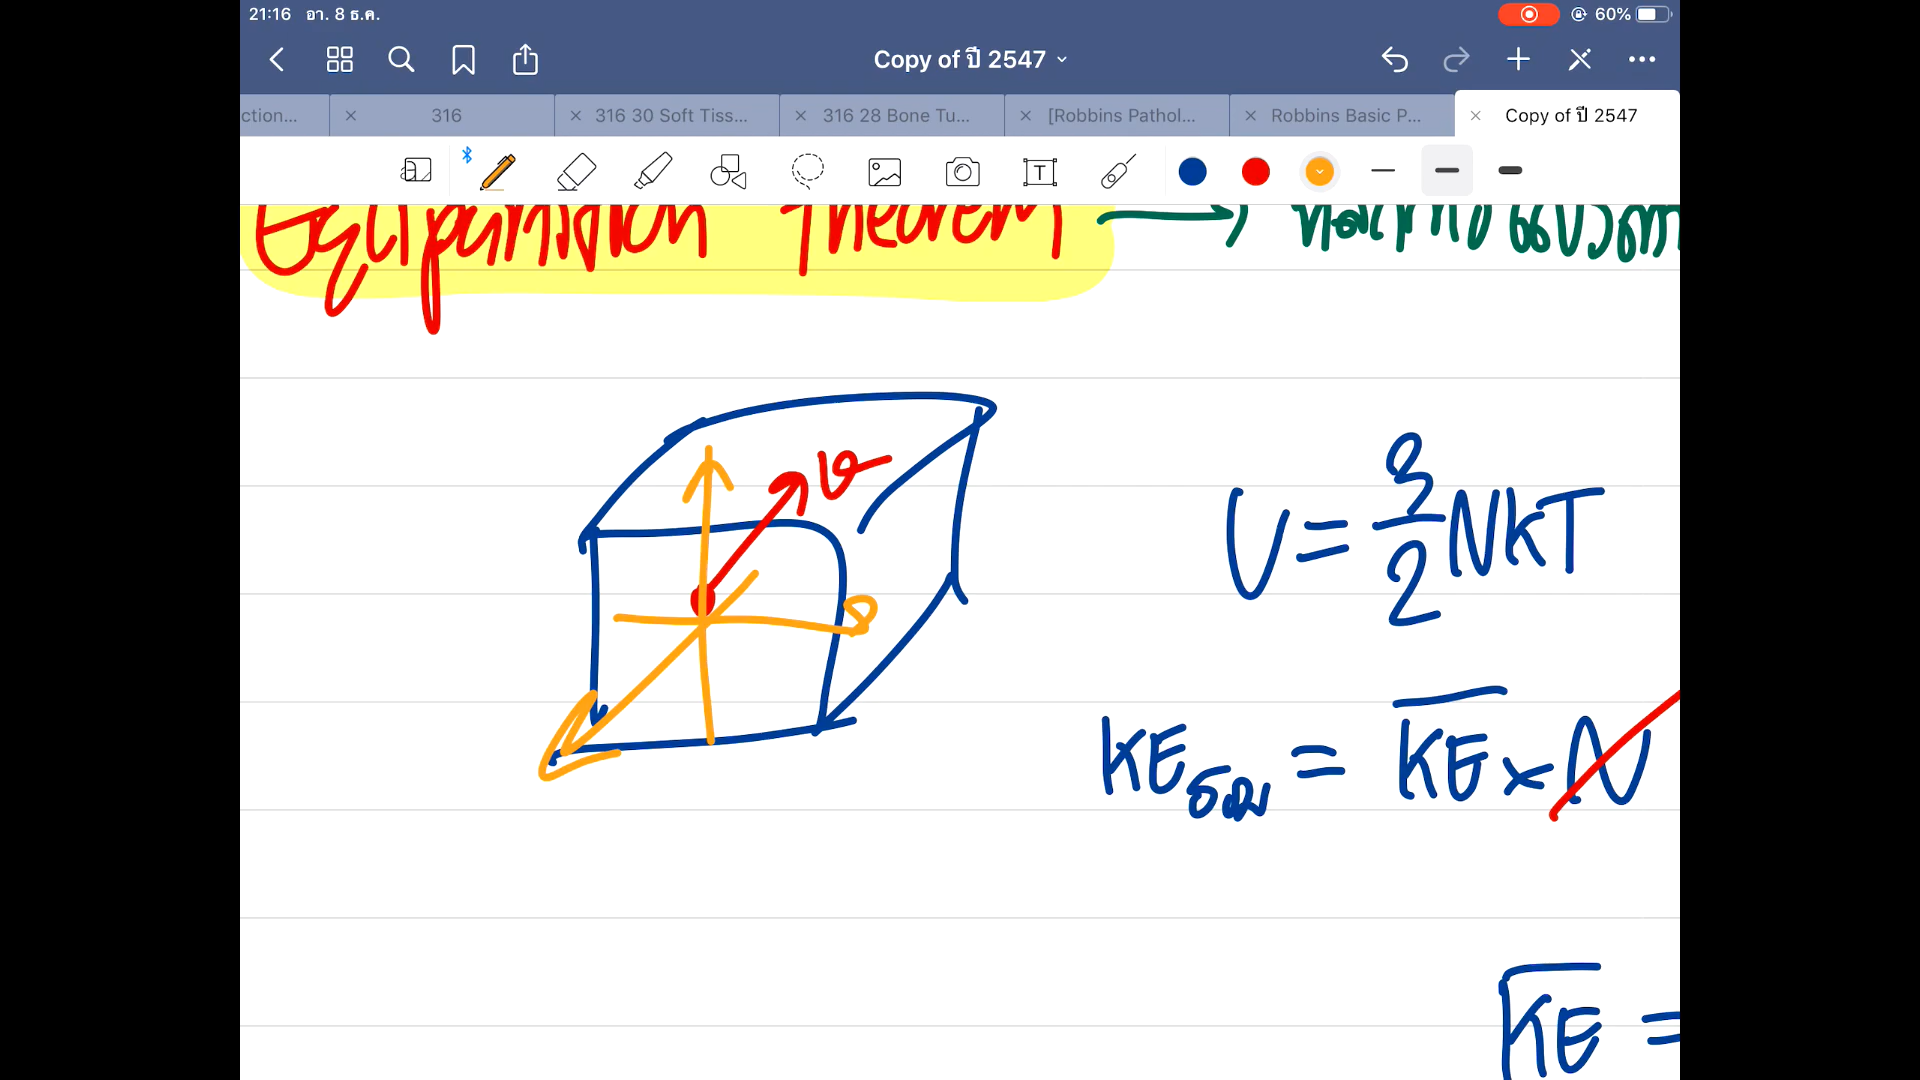 21:16 อา. 8 ธ.ค. 60%
Copy of ปี 2547
ction... 316 316 30 Soft Tiss... 316 28 Bone Tu... [Robbins Pathol... Robbins Basic P... Copy of ปี 2547
Equipartition Theorem →
v
U = 3/2 NkT
KEรวม = K̅E̅ × N
K̅E̅ =